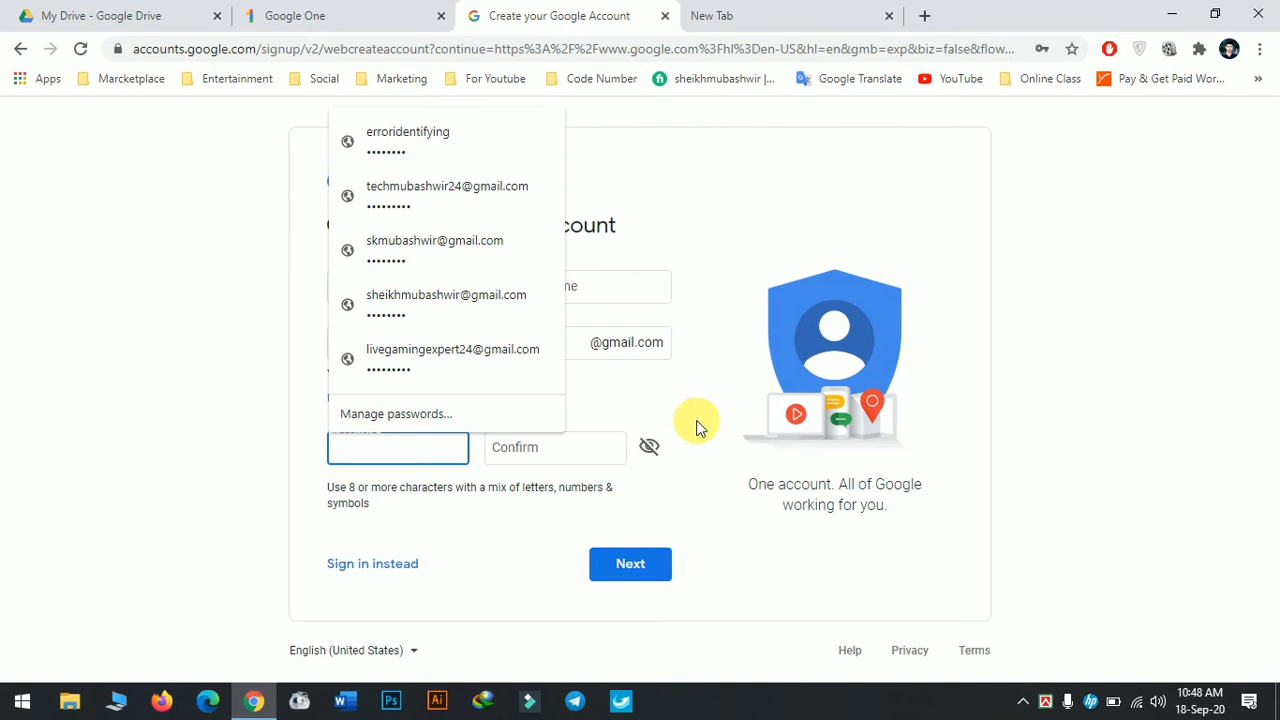 My Drive - Google Drive
Google One
Create your Google Account
New Tab
accounts.google.com/signup/v2/webcreateaccount?continue=https%3A%2F%2Fwww.google.com%3Fhl%3Den-US&hl=en&gmb=exp&biz=false&flow...
Apps
Marcketplace
Entertainment
Social
Marketing
For Youtube
Code Number
sheikhmubashwir |...
Google Translate
YouTube
Online Class
Pay & Get Paid Wor...
»
erroridentifying
••••••••
techmubashwir24@gmail.com
•••••••••
skmubashwir@gmail.com
••••••••
sheikhmubashwir@gmail.com
••••••••
livegamingexpert24@gmail.com
•••••••••
Manage passwords...
count
me
@gmail.com
Confirm
Use 8 or more characters with a mix of letters, numbers &
symbols
Sign in instead
Next
One account. All of Google
working for you.
English (United States)
Help
Privacy
Terms
10:48 AM
18-Sep-20